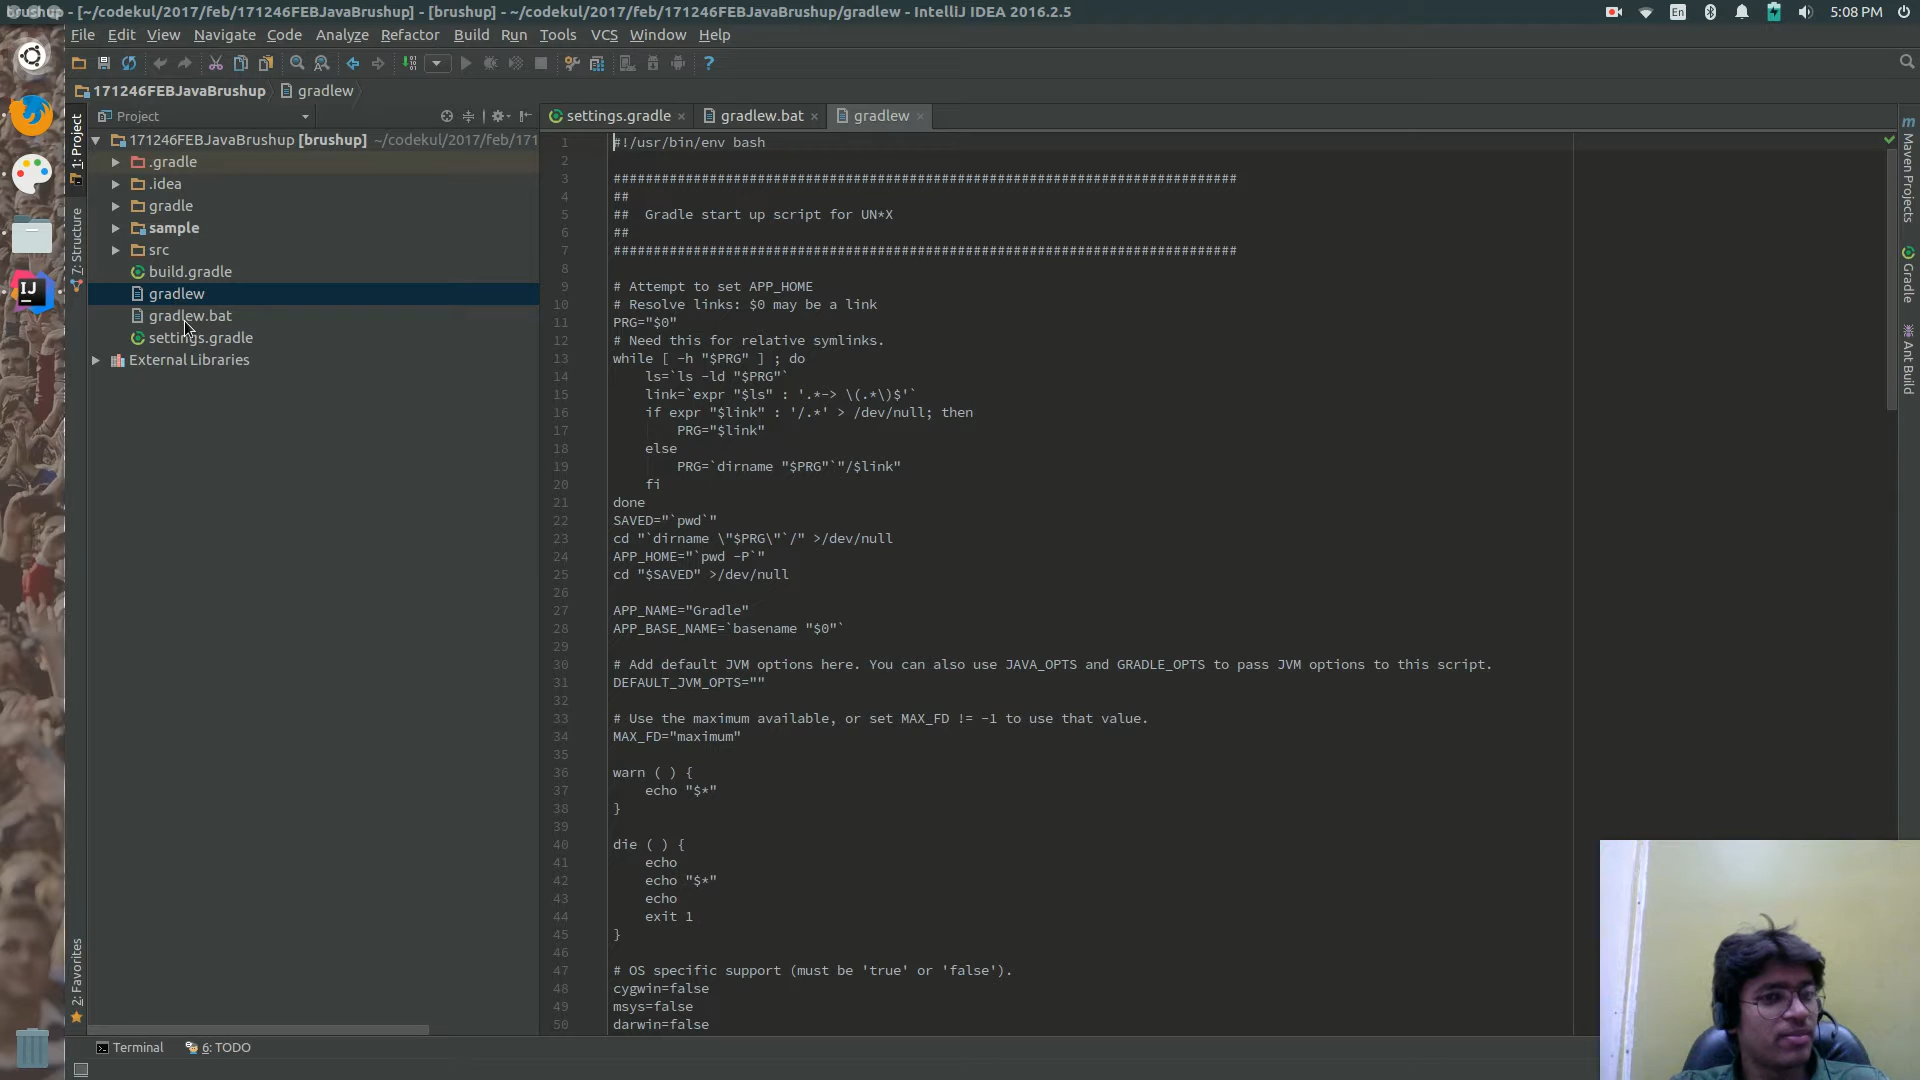 brushup - [~/codekul/2017/feb/171246FEBJavaBrushup] - [brushup] - ~/codekul/2017/feb/171246FEBJavaBrushup/gradlew - IntelliJ IDEA 2016.2.5
En
5:08 PM
File Edit View Navigate Code Analyze Refactor Build Run Tools VCS Window Help
171246FEBJavaBrushup gradlew
Project
settings.gradle
gradlew.bat
gradlew
1: Project
7: Structure
2: Favorites
171246FEBJavaBrushup [brushup] ~/codekul/2017/feb/171
.gradle
.idea
gradle
sample
src
build.gradle
gradlew
gradlew.bat
settings.gradle
External Libraries
IJ
1 #!/usr/bin/env bash
2
3 ##############################################################################
4 ##
5 ##  Gradle start up script for UN*X
6 ##
7 ##############################################################################
8
9 # Attempt to set APP_HOME
10 # Resolve links: $0 may be a link
11 PRG="$0"
12 # Need this for relative symlinks.
13 while [ -h "$PRG" ] ; do
14     ls=`ls -ld "$PRG"`
15     link=`expr "$ls" : '.*-> \(.*\)$'`
16     if expr "$link" : '/.*' > /dev/null; then
17         PRG="$link"
18     else
19         PRG=`dirname "$PRG"`"/$link"
20     fi
21 done
22 SAVED="`pwd`"
23 cd "`dirname \"$PRG\"`/" >/dev/null
24 APP_HOME="`pwd -P`"
25 cd "$SAVED" >/dev/null
26
27 APP_NAME="Gradle"
28 APP_BASE_NAME=`basename "$0"`
29
30 # Add default JVM options here. You can also use JAVA_OPTS and GRADLE_OPTS to pass JVM options to this script.
31 DEFAULT_JVM_OPTS=""
32
33 # Use the maximum available, or set MAX_FD != -1 to use that value.
34 MAX_FD="maximum"
35
36 warn ( ) {
37     echo "$*"
38 }
39
40 die ( ) {
41     echo
42     echo "$*"
43     echo
44     exit 1
45 }
46
47 # OS specific support (must be 'true' or 'false').
48 cygwin=false
49 msys=false
50 darwin=false
m
Maven Projects
Gradle
Ant Build
Terminal
6: TODO